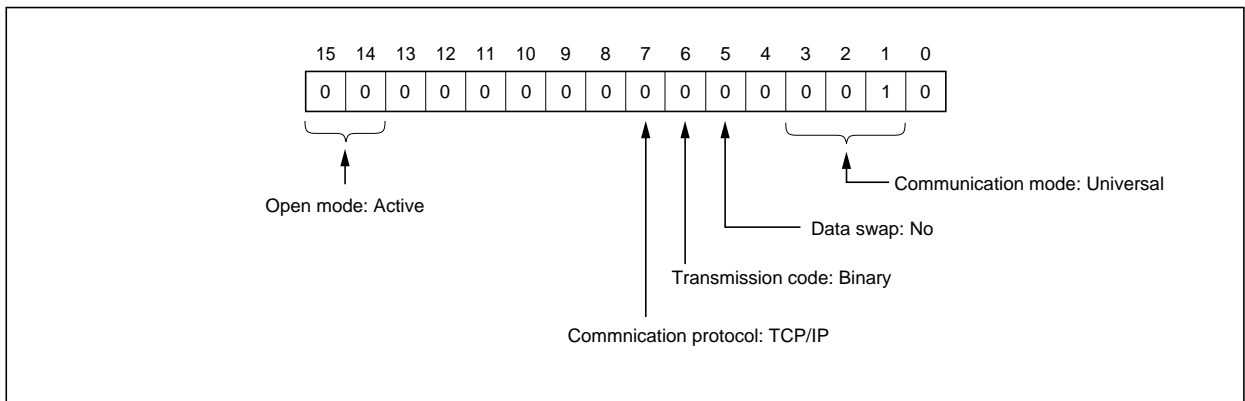 15 14 13 12 11 10 9 8 7 6 5 4 3 2 1 0
0 0 0 0 0 0 0 0 0 0 0 0 0 0 1 0
Communication mode: Universal
Open mode: Active
Data swap: No
Transmission code: Binary
Commnication protocol: TCP/IP